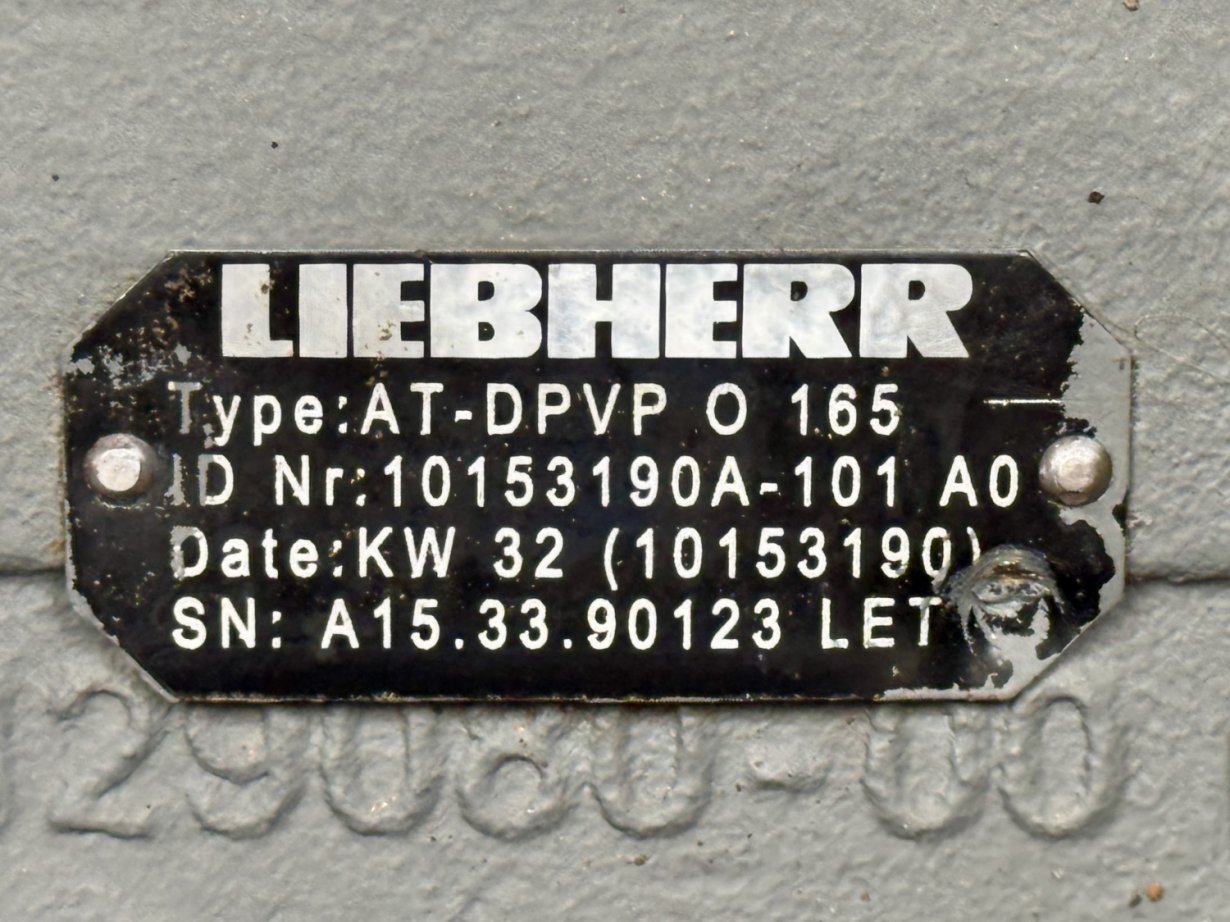 LIEBHERR
Type:AT-DPVP O 165
ID Nr:10153190A-101 A0
Date:KW 32 (10153190)
SN: A15.33.90123 LET